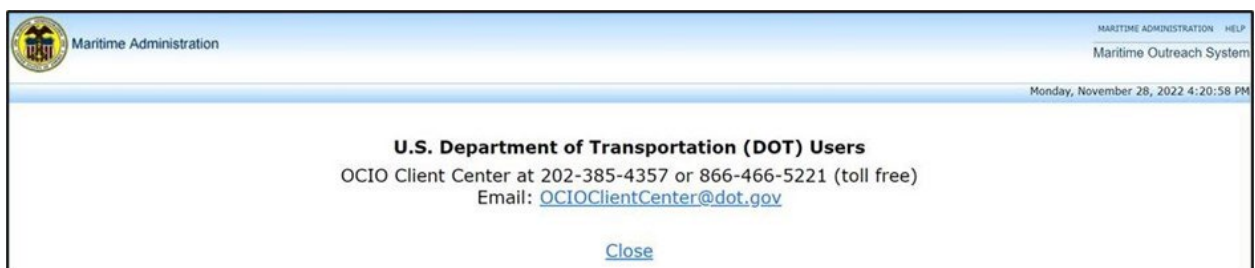 Maritime Administration
MARITIME ADMINISTRATION HELP
Maritime Outreach System
Monday, November 28, 2022 4:20:58 PM
U.S. Department of Transportation (DOT) Users
OCIO Client Center at 202-385-4357 or 866-466-5221 (toll free)
Email: OCIOClientCenter@dot.gov
Close